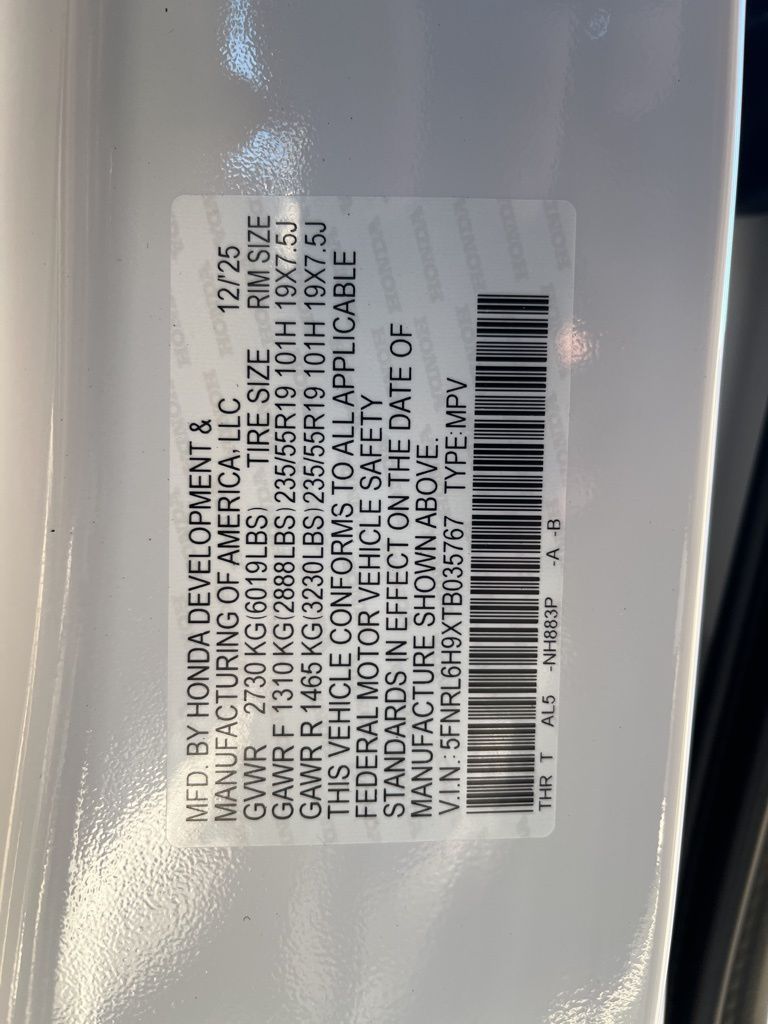 MFD. BY HONDA DEVELOPMENT &
MANUFACTURING OF AMERICA, LLC 12/'25
GVWR 2730 KG(6019LBS) TIRE SIZE RIM SIZE
GAWR F 1310 KG(2888LBS)235/55R19 101H 19X7.5J
GAWR R 1465 KG(3230LBS)235/55R19 101H 19X7.5J
THIS VEHICLE CONFORMS TO ALL APPLICABLE
FEDERAL MOTOR VEHICLE SAFETY
STANDARDS IN EFFECT ON THE DATE OF
MANUFACTURE SHOWN ABOVE.
V.I.N.:5FNRL6H9XTB035767 TYPE:MPV
THR T AL5 -NH883P -A -B